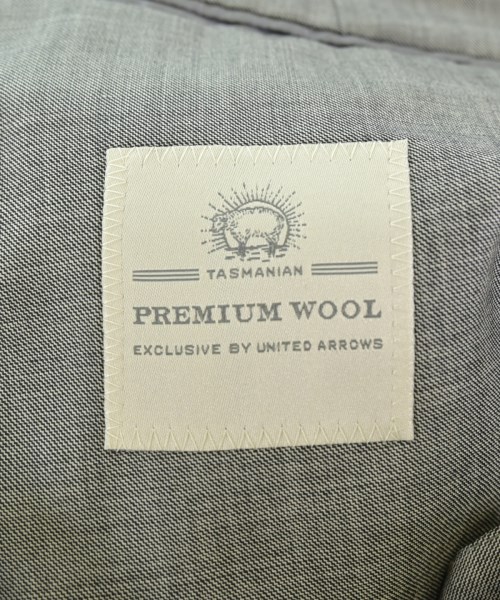 TASMANIAN
PREMIUM WOOL
EXCLUSIVE BY UNITED ARROWS